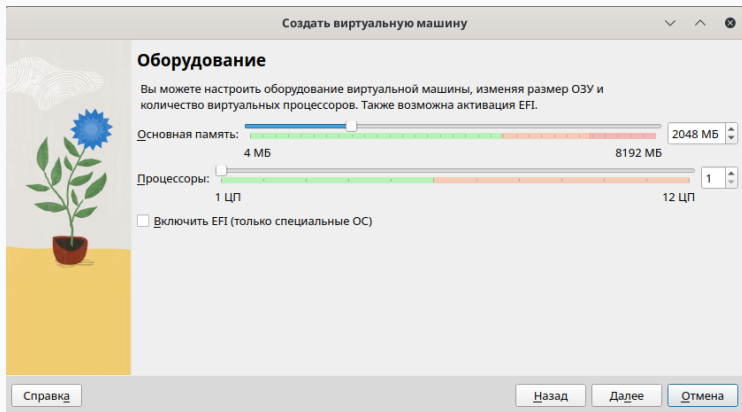 Создать виртуальную машину
Оборудование
Вы можете настроить оборудование виртуальной машины, изменяя размер ОЗУ и
количество виртуальных процессоров. Также возможна активация EFI.
Основная память: 2048 МБ
4 МБ 8192 МБ
Процессоры: 1
1 ЦП 12 ЦП
Включить EFI (только специальные ОС)
Справка Назад Далее Отмена